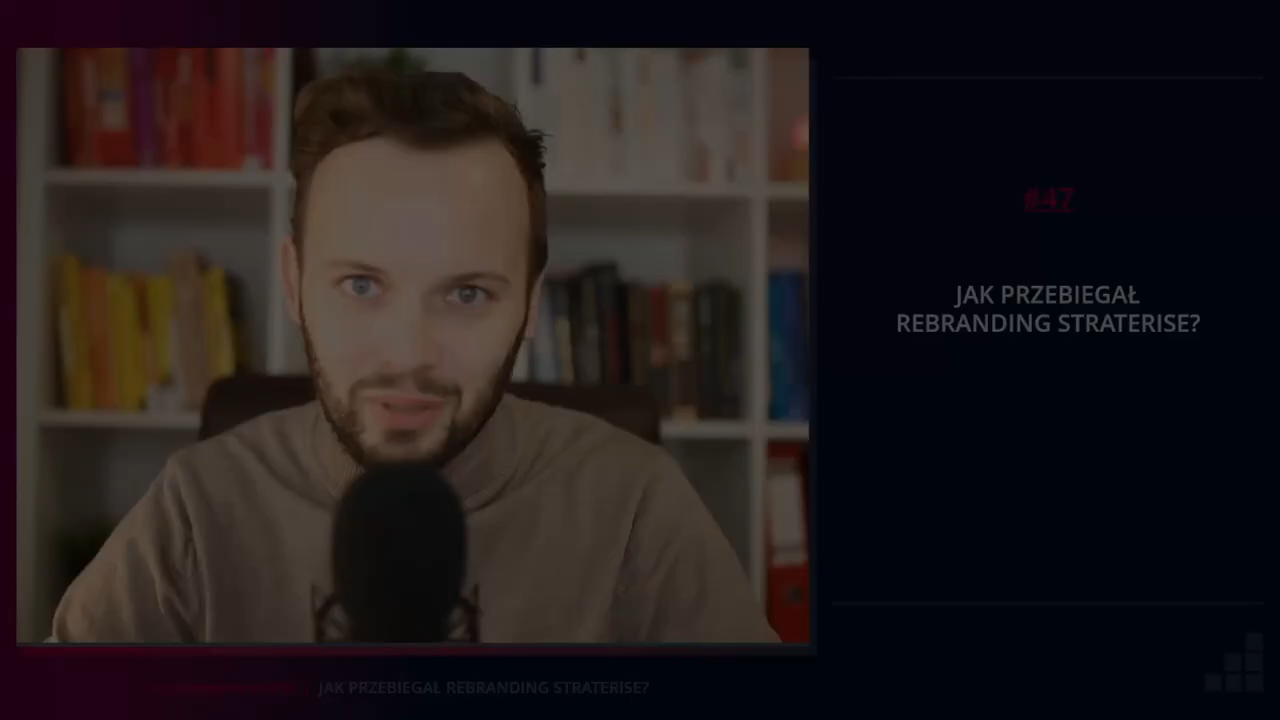 #47
JAK PRZEBIEGAŁ
REBRANDING STRATERISE?
JAK PRZEBIEGAŁ REBRANDING STRATERISE?